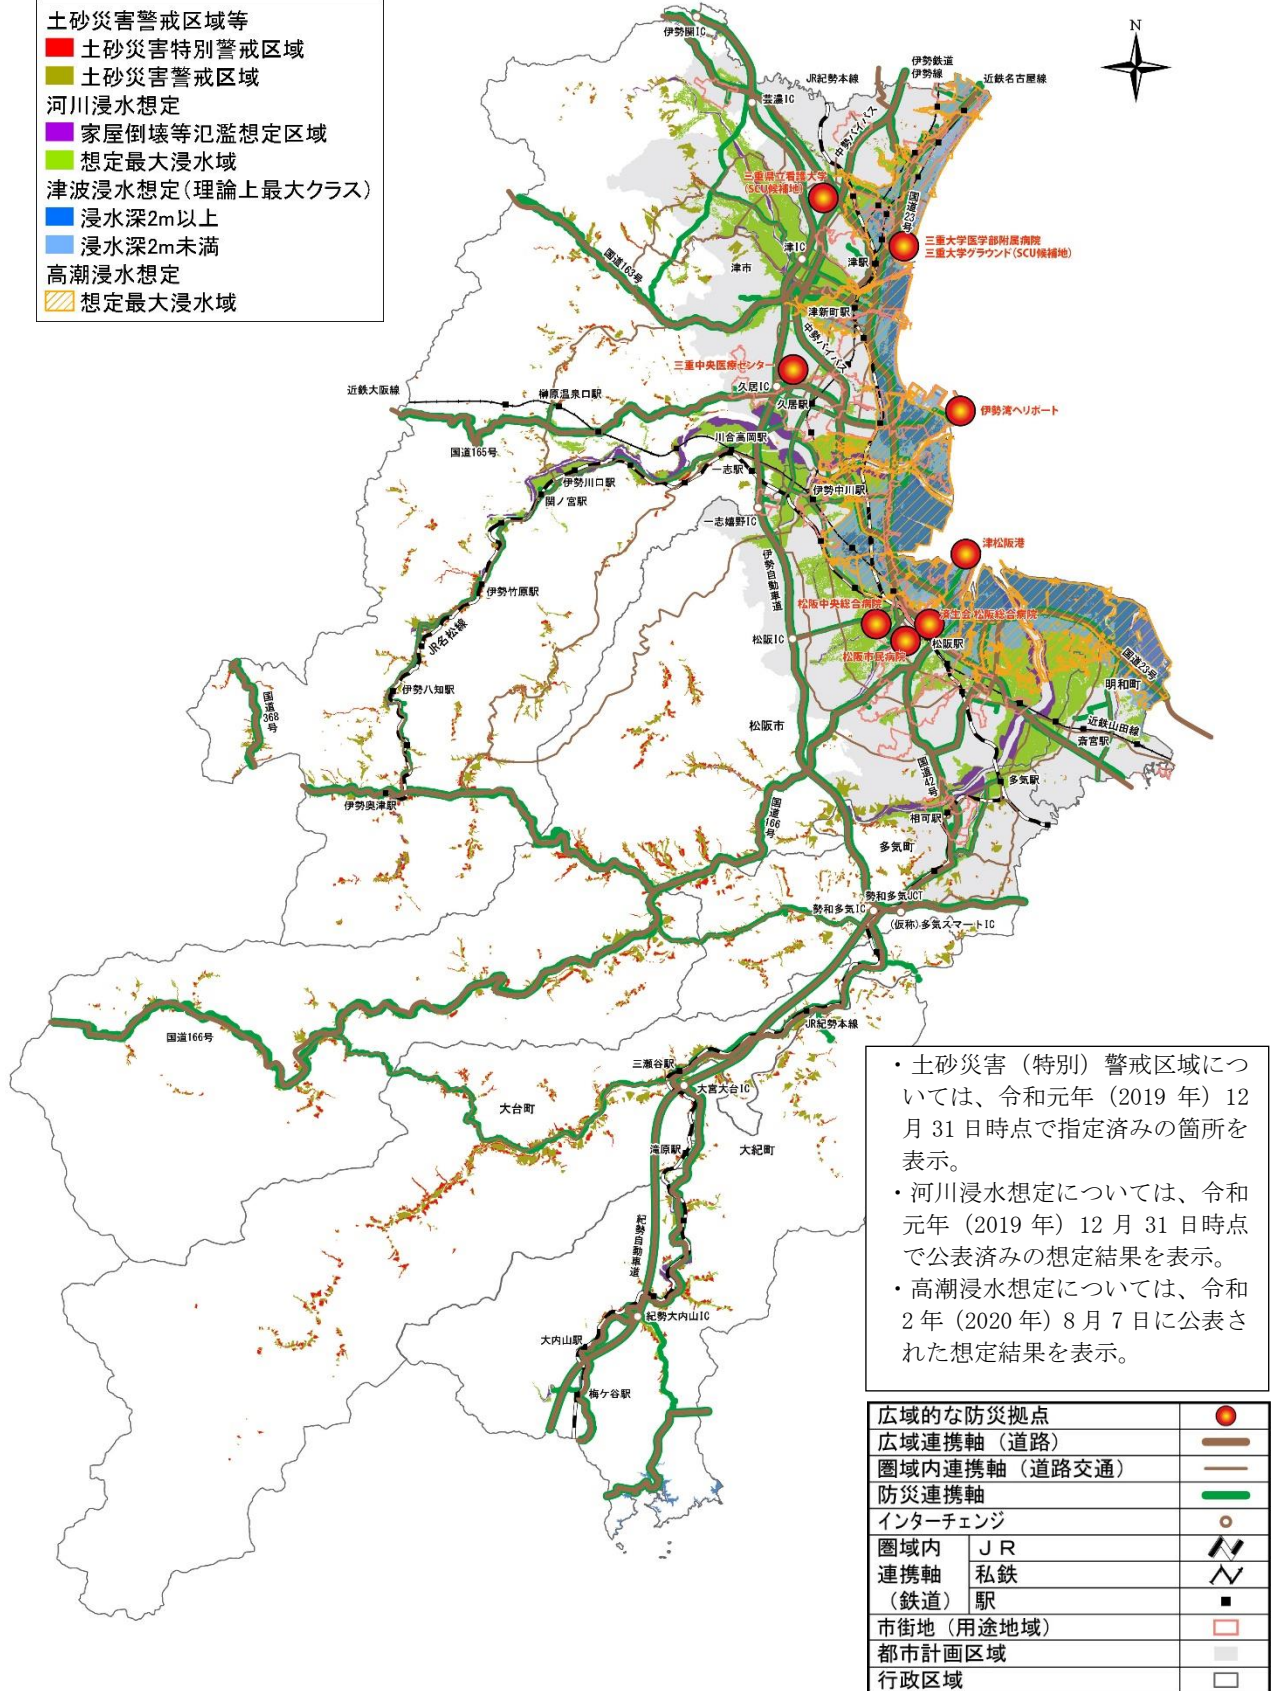 土砂災害警戒区域等
土砂災害特別警戒区域
土砂災害警戒区域
河川浸水想定
家屋倒壊等氾濫想定区域
想定最大浸水域
津波浸水想定(理論上最大クラス)
浸水深2m以上
浸水深2m未満
高潮浸水想定
想定最大浸水域
N
伊勢関IC
芸濃IC
JR紀勢本線
伊勢鉄道
伊勢線
近鉄名古屋線
中勢バイパス
国道23号
三重県立看護大学
(SCU候補地)
三重大学医学部附属病院
三重大学グラウンド(SCU候補地)
国道163号
津IC
津市
津駅
津新町駅
中勢バイパス
三重中央医療センター
久居IC
久居駅
近鉄大阪線
榊原温泉口駅
伊勢湾ヘリポート
国道165号
川合高岡駅
一志駅
伊勢川口駅
関ノ宮駅
伊勢中川駅
一志嬉野IC
伊勢自動車道
津松阪港
伊勢竹原駅
JR名松線
松阪中央総合病院
済生会松阪総合病院
松阪IC
松阪市民病院
松阪駅
国道23号
明和町
伊勢八知駅
国道368号
松阪市
近鉄山田線
斎宮駅
国道42号
多気駅
伊勢奥津駅
国道166号
相可駅
多気町
勢和多気JCT
勢和多気IC
(仮称)多気スマートIC
国道166号
JR紀勢本線
三瀬谷駅
大宮大台IC
大台町
滝原駅
大紀町
紀勢自動車道
紀勢大内山IC
大内山駅
梅ケ谷駅
・土砂災害（特別）警戒区域につ
いては、令和元年（2019 年）12
月 31 日時点で指定済みの箇所を
表示。
・河川浸水想定については、令和
元年（2019 年）12 月 31 日時点
で公表済みの想定結果を表示。
・高潮浸水想定については、令和
2 年（2020 年）8 月 7 日に公表さ
れた想定結果を表示。
広域的な防災拠点
広域連携軸（道路）
圏域内連携軸（道路交通）
防災連携軸
インターチェンジ
圏域内 ＪＲ
連携軸 私鉄
（鉄道） 駅
市街地（用途地域）
都市計画区域
行政区域